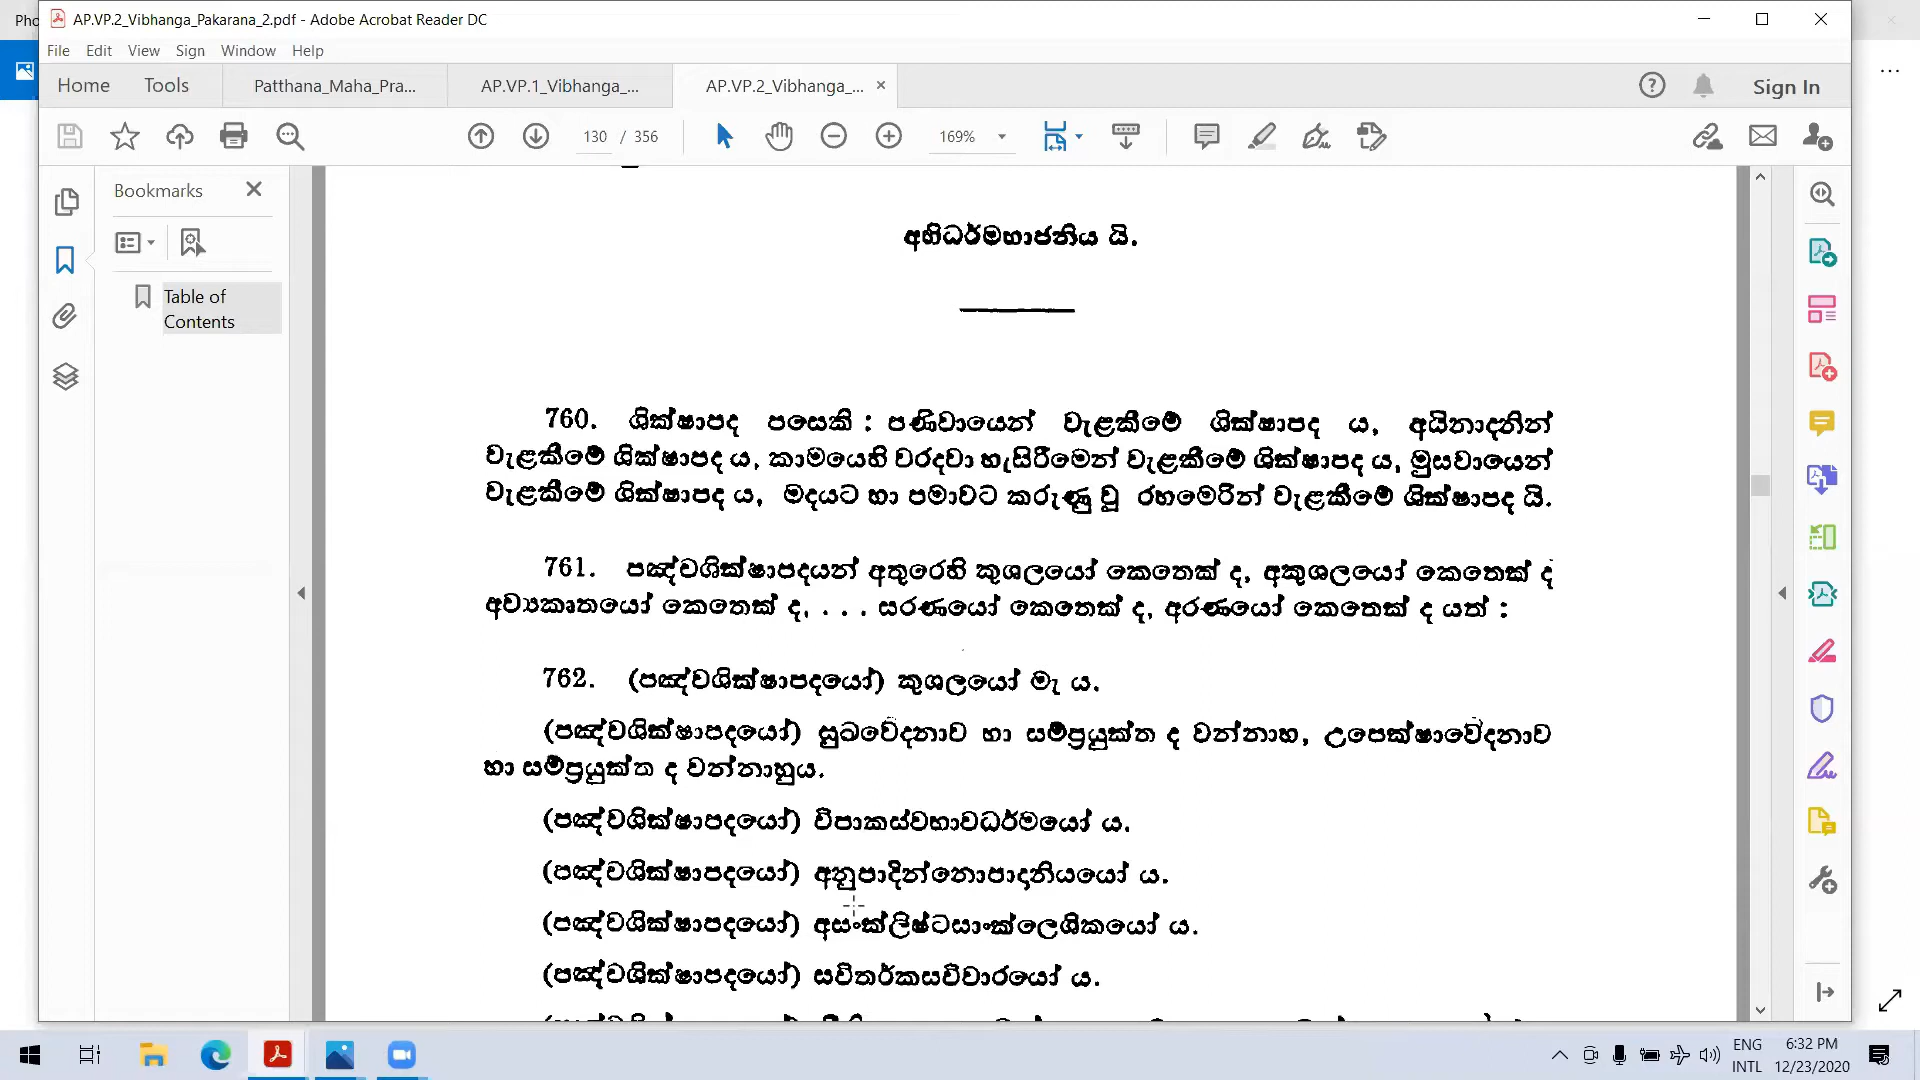 Pho
AP.VP.2_Vibhanga_Pakarana_2.pdf - Adobe Acrobat Reader DC
File Edit View Sign Window Help
Home Tools Patthana_Maha_Pra... AP.VP.1_Vibhanga_... AP.VP.2_Vibhanga_... Sign In
130 / 356 169%
Bookmarks
Table of
Contents
අභිධර්මභාජනිය යි.
760. ශික්ෂාපද පසෙකි : පණිවායෙන් වැළකීමේ ශික්ෂාපද ය, අයිනාදනින්
වැළකීමේ ශික්ෂාපද ය, කාමයෙහි වරදවා හැසිරීමෙන් වැළකීමේ ශික්ෂාපද ය, මුසවායෙන්
වැළකීමේ ශික්ෂාපද ය, මදයට හා පමාවට කරුණු වූ රහමෙරින් වැළකීමේ ශික්ෂාපද යි.
761. පඤ්චශික්ෂාපදයන් අතුරෙහි කුශලයෝ කෙතෙක් ද, අකුශලයෝ කෙතෙක් ද
අව්‍යාකෘතයෝ කෙතෙක් ද, . . . සරණයෝ කෙතෙක් ද, අරණයෝ කෙතෙක් ද යත් :
762. (පඤ්චශික්ෂාපදයෝ) කුශලයෝ මැ ය.
(පඤ්චශික්ෂාපදයෝ) සුඛවේදනාව හා සම්ප්‍රයුක්ත ද වන්නාහ, උපෙක්ෂාවේදනාව
හා සම්ප්‍රයුක්ත ද වන්නාහුය.
(පඤ්චශික්ෂාපදයෝ) විපාකස්වභාවධර්මයෝ ය.
(පඤ්චශික්ෂාපදයෝ) අනුපාදින්නොපාදානියයෝ ය.
(පඤ්චශික්ෂාපදයෝ) අසංක්ලිෂ්ටසාංක්ලෙශිකයෝ ය.
(පඤ්චශික්ෂාපදයෝ) සවිතර්කසවිචාරයෝ ය.
ENG 6:32 PM
INTL 12/23/2020